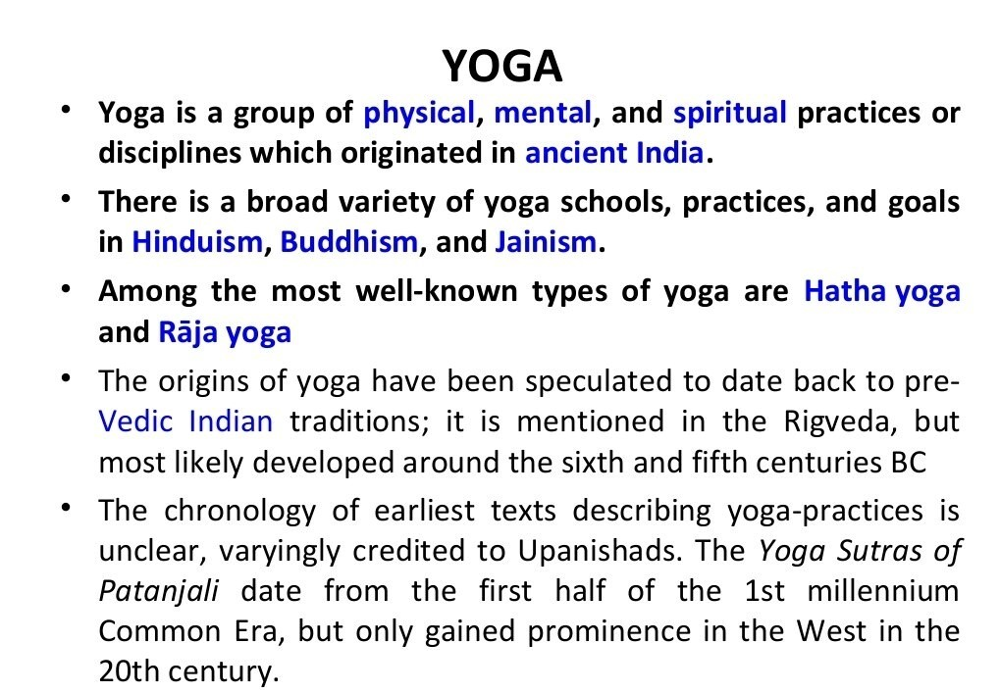 YOGA
• Yoga is a group of physical, mental, and spiritual practices or
disciplines which originated in ancient India.
• There is a broad variety of yoga schools, practices, and goals
in Hinduism, Buddhism, and Jainism.
• Among the most well-known types of yoga are Hatha yoga
and Rāja yoga
• The origins of yoga have been speculated to date back to pre-
Vedic Indian traditions; it is mentioned in the Rigveda, but
most likely developed around the sixth and fifth centuries BC
• The chronology of earliest texts describing yoga-practices is
unclear, varyingly credited to Upanishads. The Yoga Sutras of
Patanjali date from the first half of the 1st millennium
Common Era, but only gained prominence in the West in the
20th century.